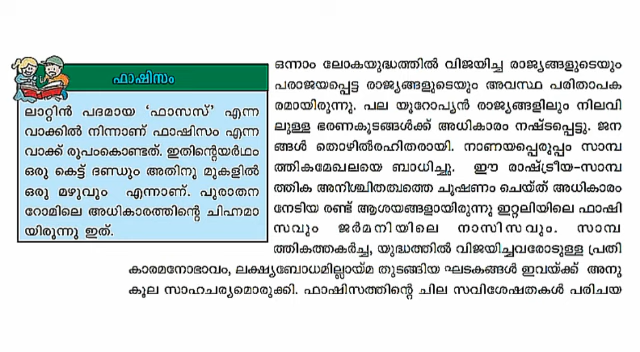 ഫാഷിസം
ലാറ്റിൻ പദമായ ‘ഫാസസ്’ എന്ന
വാക്കിൽ നിന്നാണ് ഫാഷിസം എന്ന
വാക്ക് രൂപംകൊണ്ടത്. ഇതിന്റെയർഥം
ഒരു കെട്ട് ദണ്ഡും അതിനു മുകളിൽ
ഒരു മഴുവും എന്നാണ്. പുരാതന
റോമിലെ അധികാരത്തിന്റെ ചിഹ്നമാ
യിരുന്നു ഇത്.
ഒന്നാം ലോകയുദ്ധത്തിൽ വിജയിച്ച രാജ്യങ്ങളുടെയും
പരാജയപ്പെട്ട രാജ്യങ്ങളുടെയും അവസ്ഥ പരിതാപക
രമായിരുന്നു. പല യൂറോപ്യൻ രാജ്യങ്ങളിലും നിലവി
ലുള്ള ഭരണകൂടങ്ങൾക്ക് അധികാരം നഷ്ടപ്പെട്ടു. ജന
ങ്ങൾ തൊഴിൽരഹിതരായി. നാണയപ്പെരുപ്പം സാമ്പ
ത്തികമേഖലയെ ബാധിച്ചു. ഈ രാഷ്ട്രീയ-സാമ്പ
ത്തിക അനിശ്ചിതത്വത്തെ ചൂഷണം ചെയ്ത് അധികാരം
നേടിയ രണ്ട് ആശയങ്ങളായിരുന്നു ഇറ്റലിയിലെ ഫാഷി
സവും ജർമനിയിലെ നാസിസവും. സാമ്പ
ത്തികത്തകർച്ച, യുദ്ധത്തിൽ വിജയിച്ചവരോടുള്ള പ്രതി
കാരമനോഭാവം, ലക്ഷ്യബോധമില്ലായ്മ തുടങ്ങിയ ഘടകങ്ങൾ ഇവയ്ക്ക് അനു
കൂല സാഹചര്യമൊരുക്കി. ഫാഷിസത്തിന്റെ ചില സവിശേഷതകൾ പരിചയ